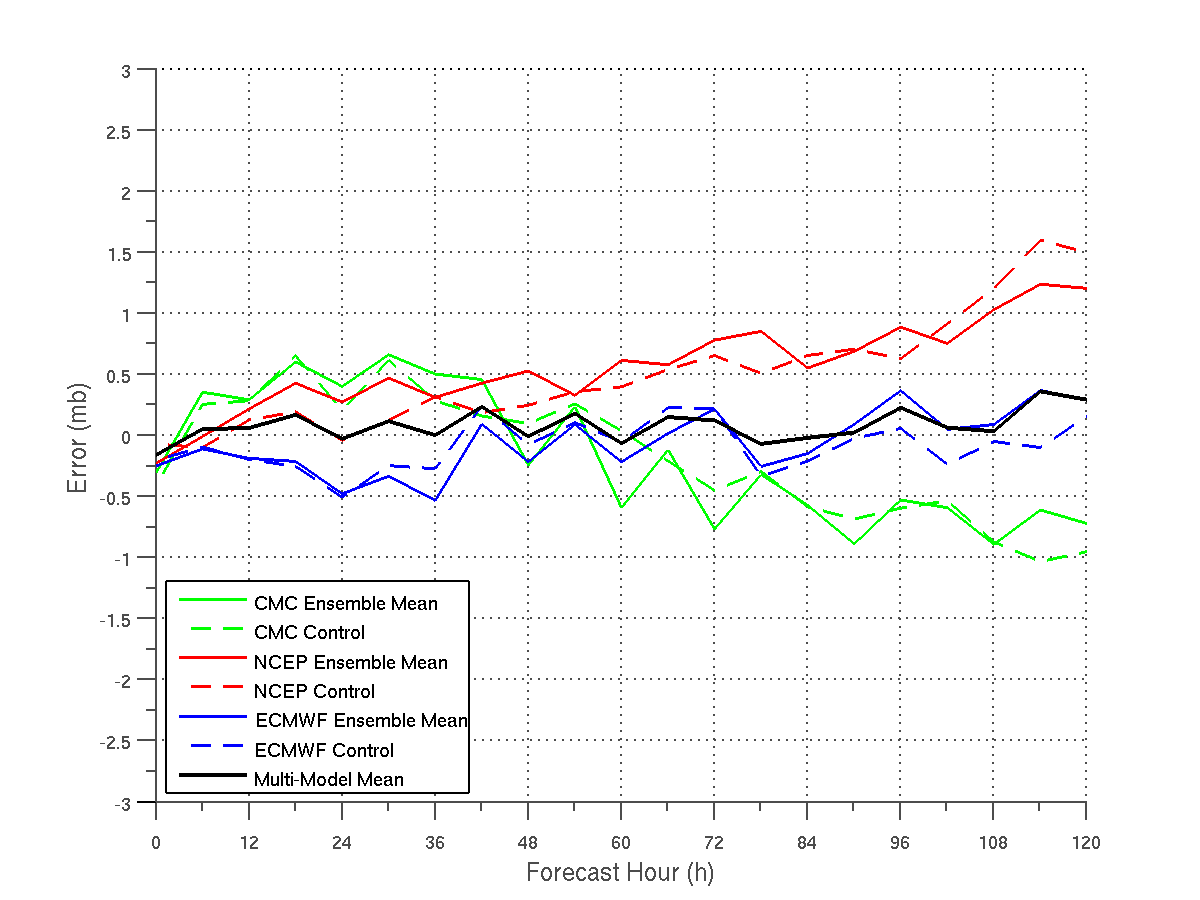 3
2.5
2
1.5
1
0.5
0
-0.5
-1
-1.5
-2
-2.5
-3
Error (mb)
CMC Ensemble Mean
CMC Control
NCEP Ensemble Mean
NCEP Control
ECMWF Ensemble Mean
ECMWF Control
Multi-Model Mean
0 12 24 36 48 60 72 84 96 108 120
Forecast Hour (h)